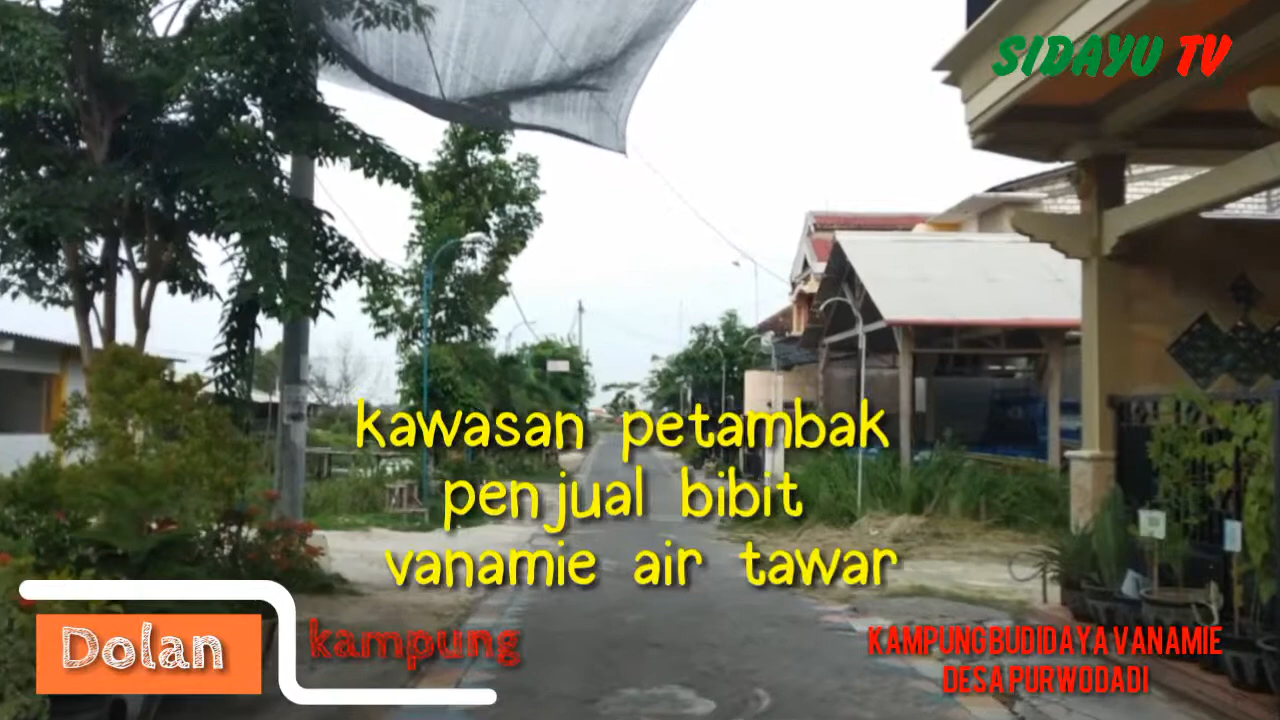 SIDAYU TV
kawasan petambak
penjual bibit
vanamie air tawar
Dolan
kampung
KAMPUNG BUDIDAYA VANAMIE
DESA PURWODADI